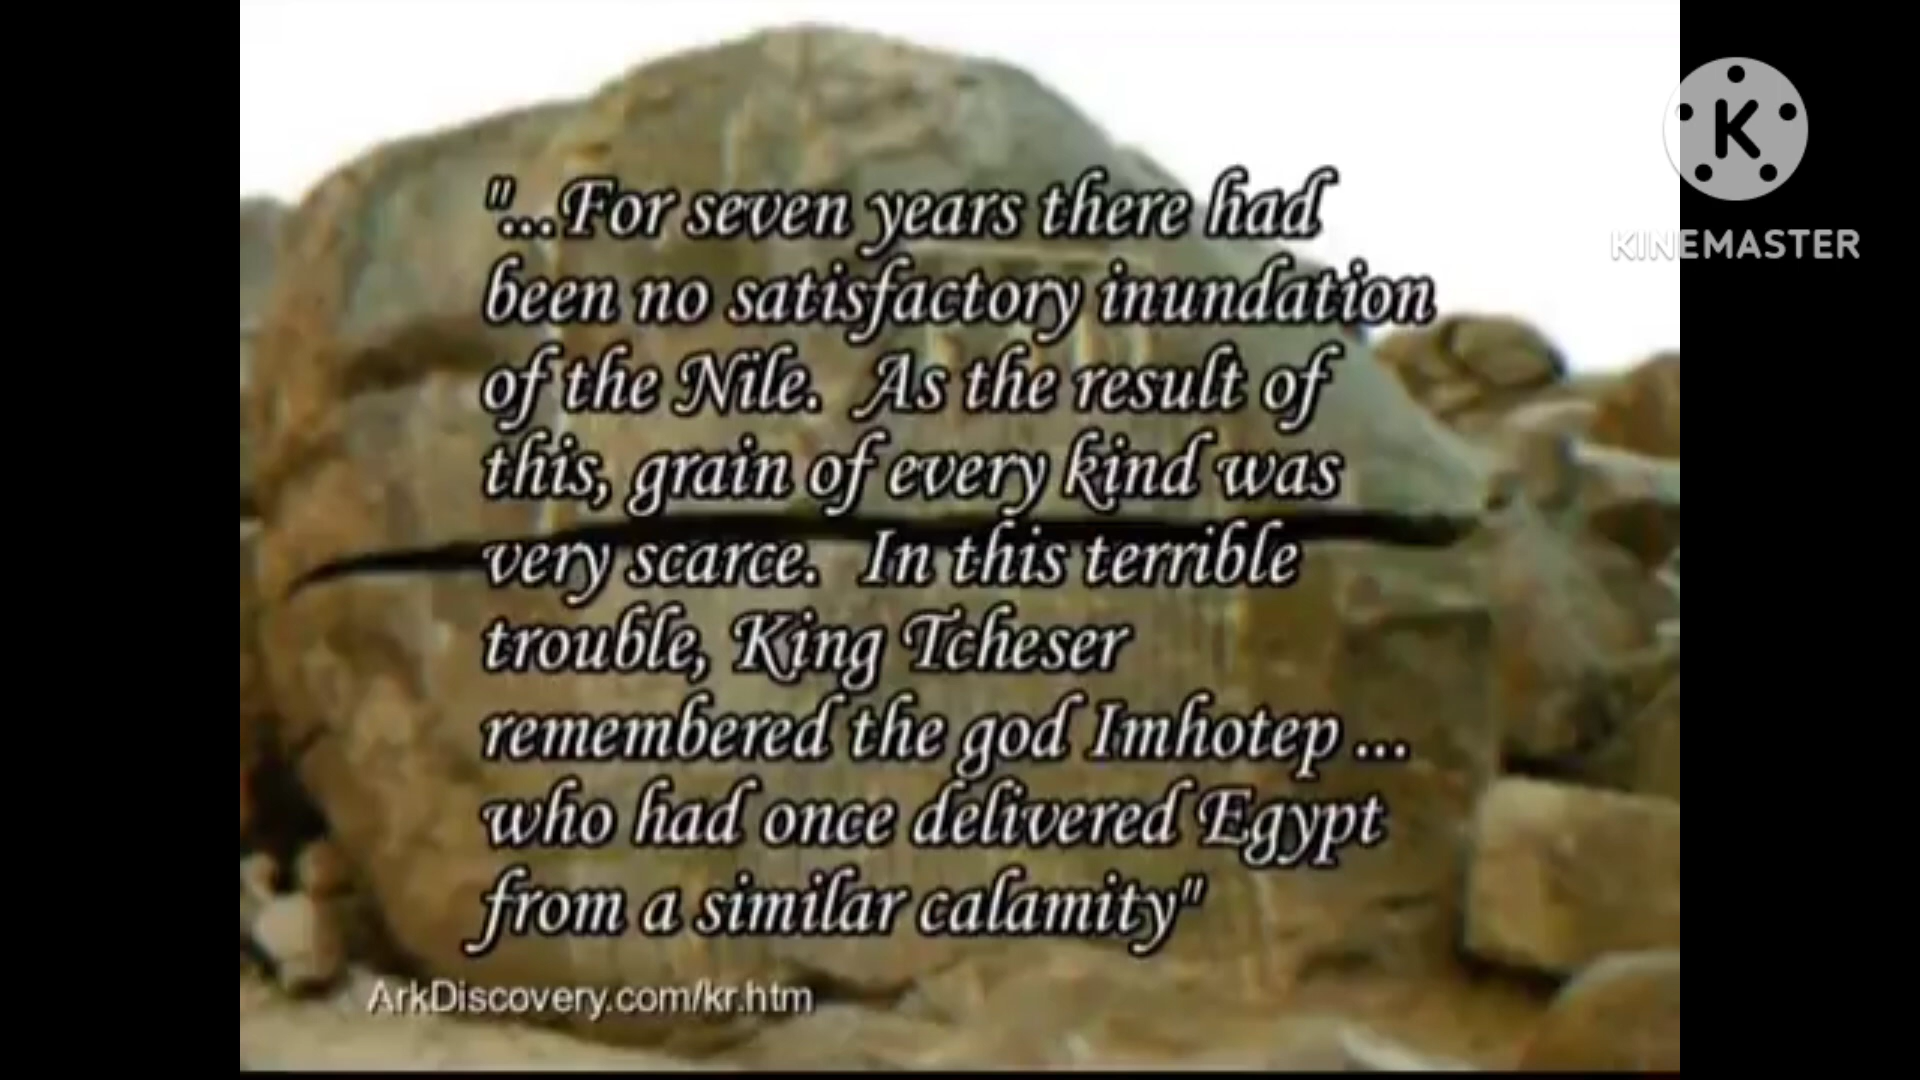 "...For seven years there had
been no satisfactory inundation
of the Nile. As the result of
this, grain of every kind was
very scarce. In this terrible
trouble, King Tcheser
remembered the god Imhotep ...
who had once delivered Egypt
from a similar calamity"
ArkDiscovery.com/kr.htm
K
KINEMASTER